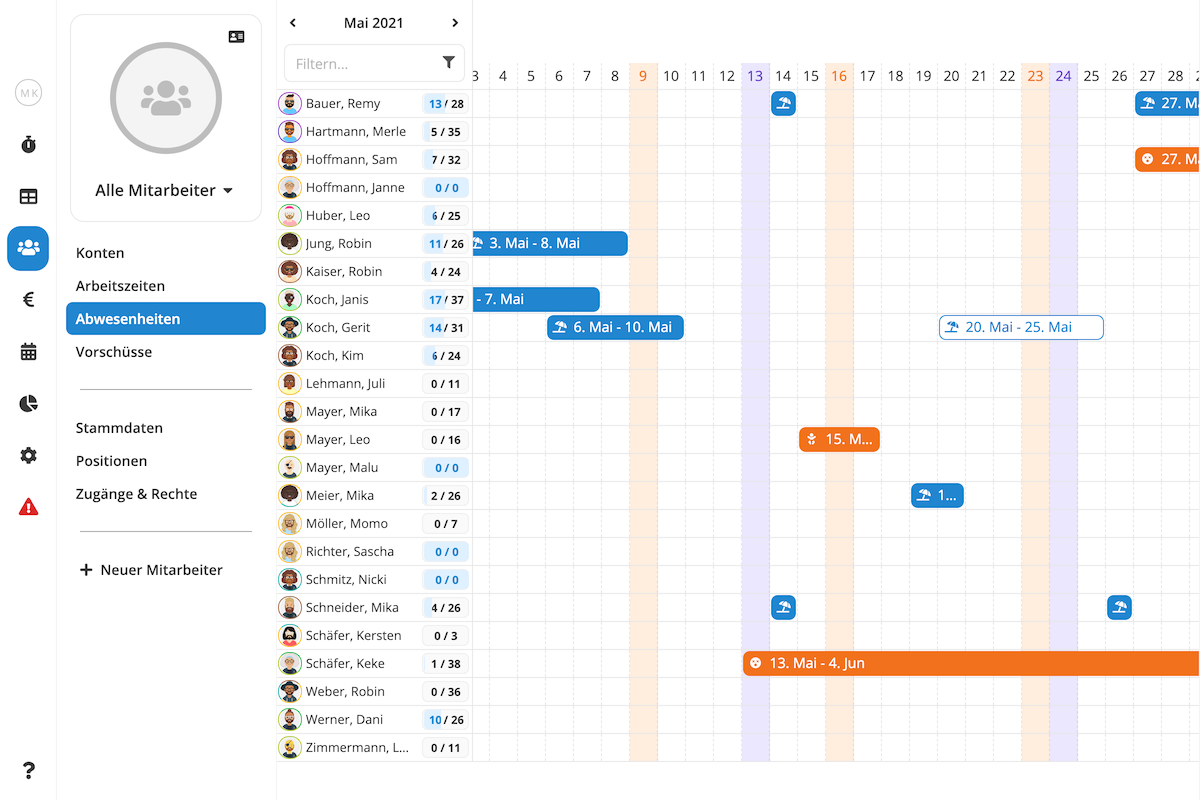 MK
Alle Mitarbeiter
Konten
Arbeitszeiten
Abwesenheiten
Vorschüsse
Stammdaten
Positionen
Zugänge & Rechte
+ Neuer Mitarbeiter
€
?
Mai 2021
Filtern...
3 4 5 6 7 8 9 10 11 12 13 14 15 16 17 18 19 20 21 22 23 24 25 26 27 28
Bauer, Remy 13 / 28 27. M
Hartmann, Merle 5 / 35
Hoffmann, Sam 7 / 32 27. M
Hoffmann, Janne 0 / 0
Huber, Leo 6 / 25
Jung, Robin 11 / 26 3. Mai - 8. Mai
Kaiser, Robin 4 / 24
Koch, Janis 17 / 37 - 7. Mai
Koch, Gerit 14 / 31 6. Mai - 10. Mai 20. Mai - 25. Mai
Koch, Kim 6 / 24
Lehmann, Juli 0 / 11
Mayer, Mika 0 / 17
Mayer, Leo 0 / 16 15. M...
Mayer, Malu 0 / 0
Meier, Mika 2 / 26 1...
Möller, Momo 0 / 7
Richter, Sascha 0 / 0
Schmitz, Nicki 0 / 0
Schneider, Mika 4 / 26
Schäfer, Kersten 0 / 3
Schäfer, Keke 1 / 38 13. Mai - 4. Jun
Weber, Robin 0 / 36
Werner, Dani 10 / 26
Zimmermann, L... 0 / 11